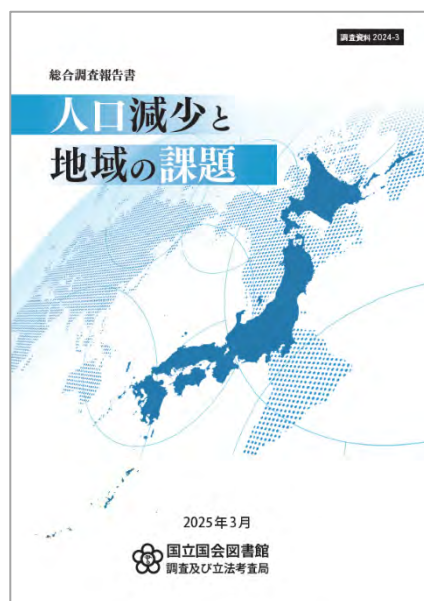 調査資料 2024-3
総合調査報告書
人口減少と
地域の課題
2025年3月
国立国会図書館
調査及び立法考査局